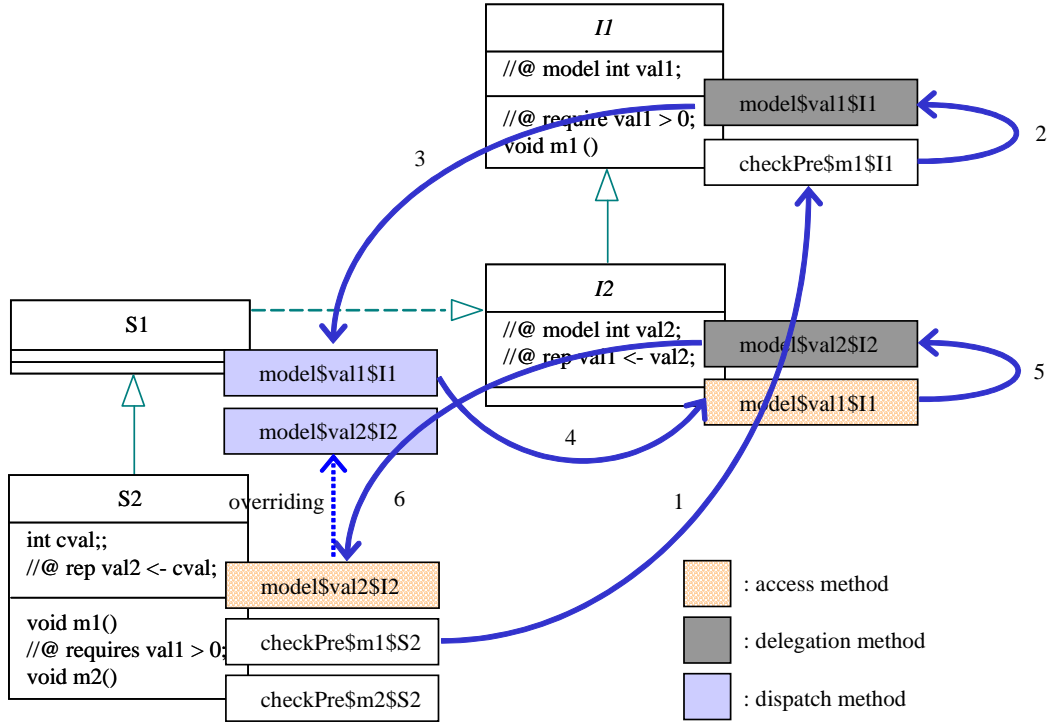 I1
//@ model int val1;
//@ require val1 > 0;
void m1 ()
model$val1$I1
checkPre$m1$I1
2
3
I2
//@ model int val2;
//@ rep val1 <- val2;
model$val2$I2
model$val1$I1
5
S1
model$val1$I1
model$val2$I2
4
overriding
6
1
S2
int cval;;
//@ rep val2 <- cval;
void m1()
//@ requires val1 > 0;
void m2()
model$val2$I2
checkPre$m1$S2
checkPre$m2$S2
: access method
: delegation method
: dispatch method